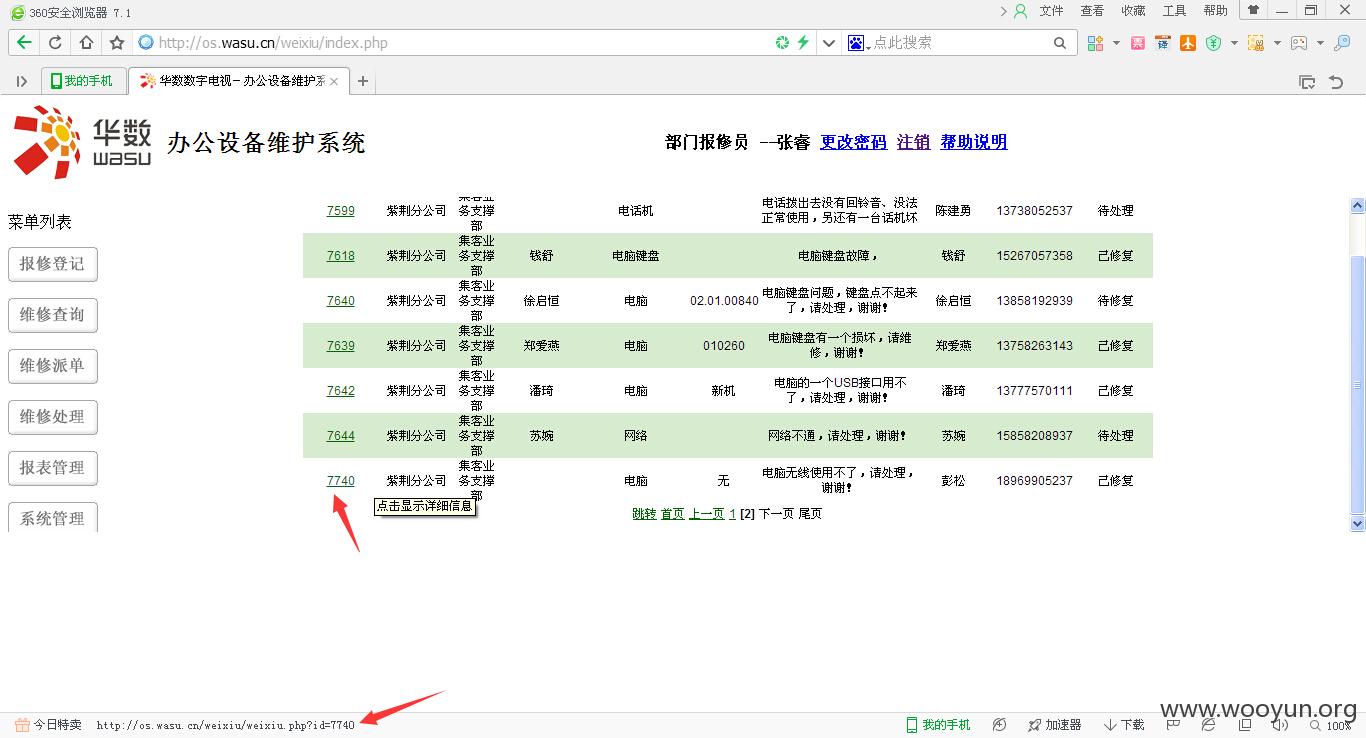 360安全浏览器 7.1
文件 查看 收藏 工具 帮助
http://os.wasu.cn/weixiu/index.php
点此搜索
我的手机
华数数字电视－办公设备维护系
华数
wasu
办公设备维护系统
部门报修员 --张睿 更改密码 注销 帮助说明
菜单列表
报修登记
维修查询
维修派单
维修处理
报表管理
系统管理
7599 紫荆分公司 集客业务支撑部 电话机 电话拨出去没有回铃音、没法正常使用，另还有一台话机坏 陈建勇 13738052537 待处理
7618 紫荆分公司 集客业务支撑部 钱舒 电脑键盘 电脑键盘故障， 钱舒 15267057358 已修复
7640 紫荆分公司 集客业务支撑部 徐启恒 电脑 02.01.00840 电脑键盘问题，键盘点不起来了，请处理，谢谢！ 徐启恒 13858192939 待修复
7639 紫荆分公司 集客业务支撑部 郑爱燕 电脑 010260 电脑键盘有一个损坏，请维修，谢谢！ 郑爱燕 13758263143 已修复
7642 紫荆分公司 集客业务支撑部 潘琦 电脑 新机 电脑的一个USB接口用不了，请处理，谢谢！ 潘琦 13777570111 已修复
7644 紫荆分公司 集客业务支撑部 苏婉 网络 网络不通，请处理，谢谢！ 苏婉 15858208937 待处理
7740 紫荆分公司 集客业务支撑部 电脑 无 电脑无线使用不了，请处理，谢谢！ 彭松 18969905237 已修复
点击显示详细信息
跳转 首页 上一页 1 [2] 下一页 尾页
今日特卖 http://os.wasu.cn/weixiu/weixiu.php?id=7740
我的手机 加速器 下载 100%
www.wooyun.org